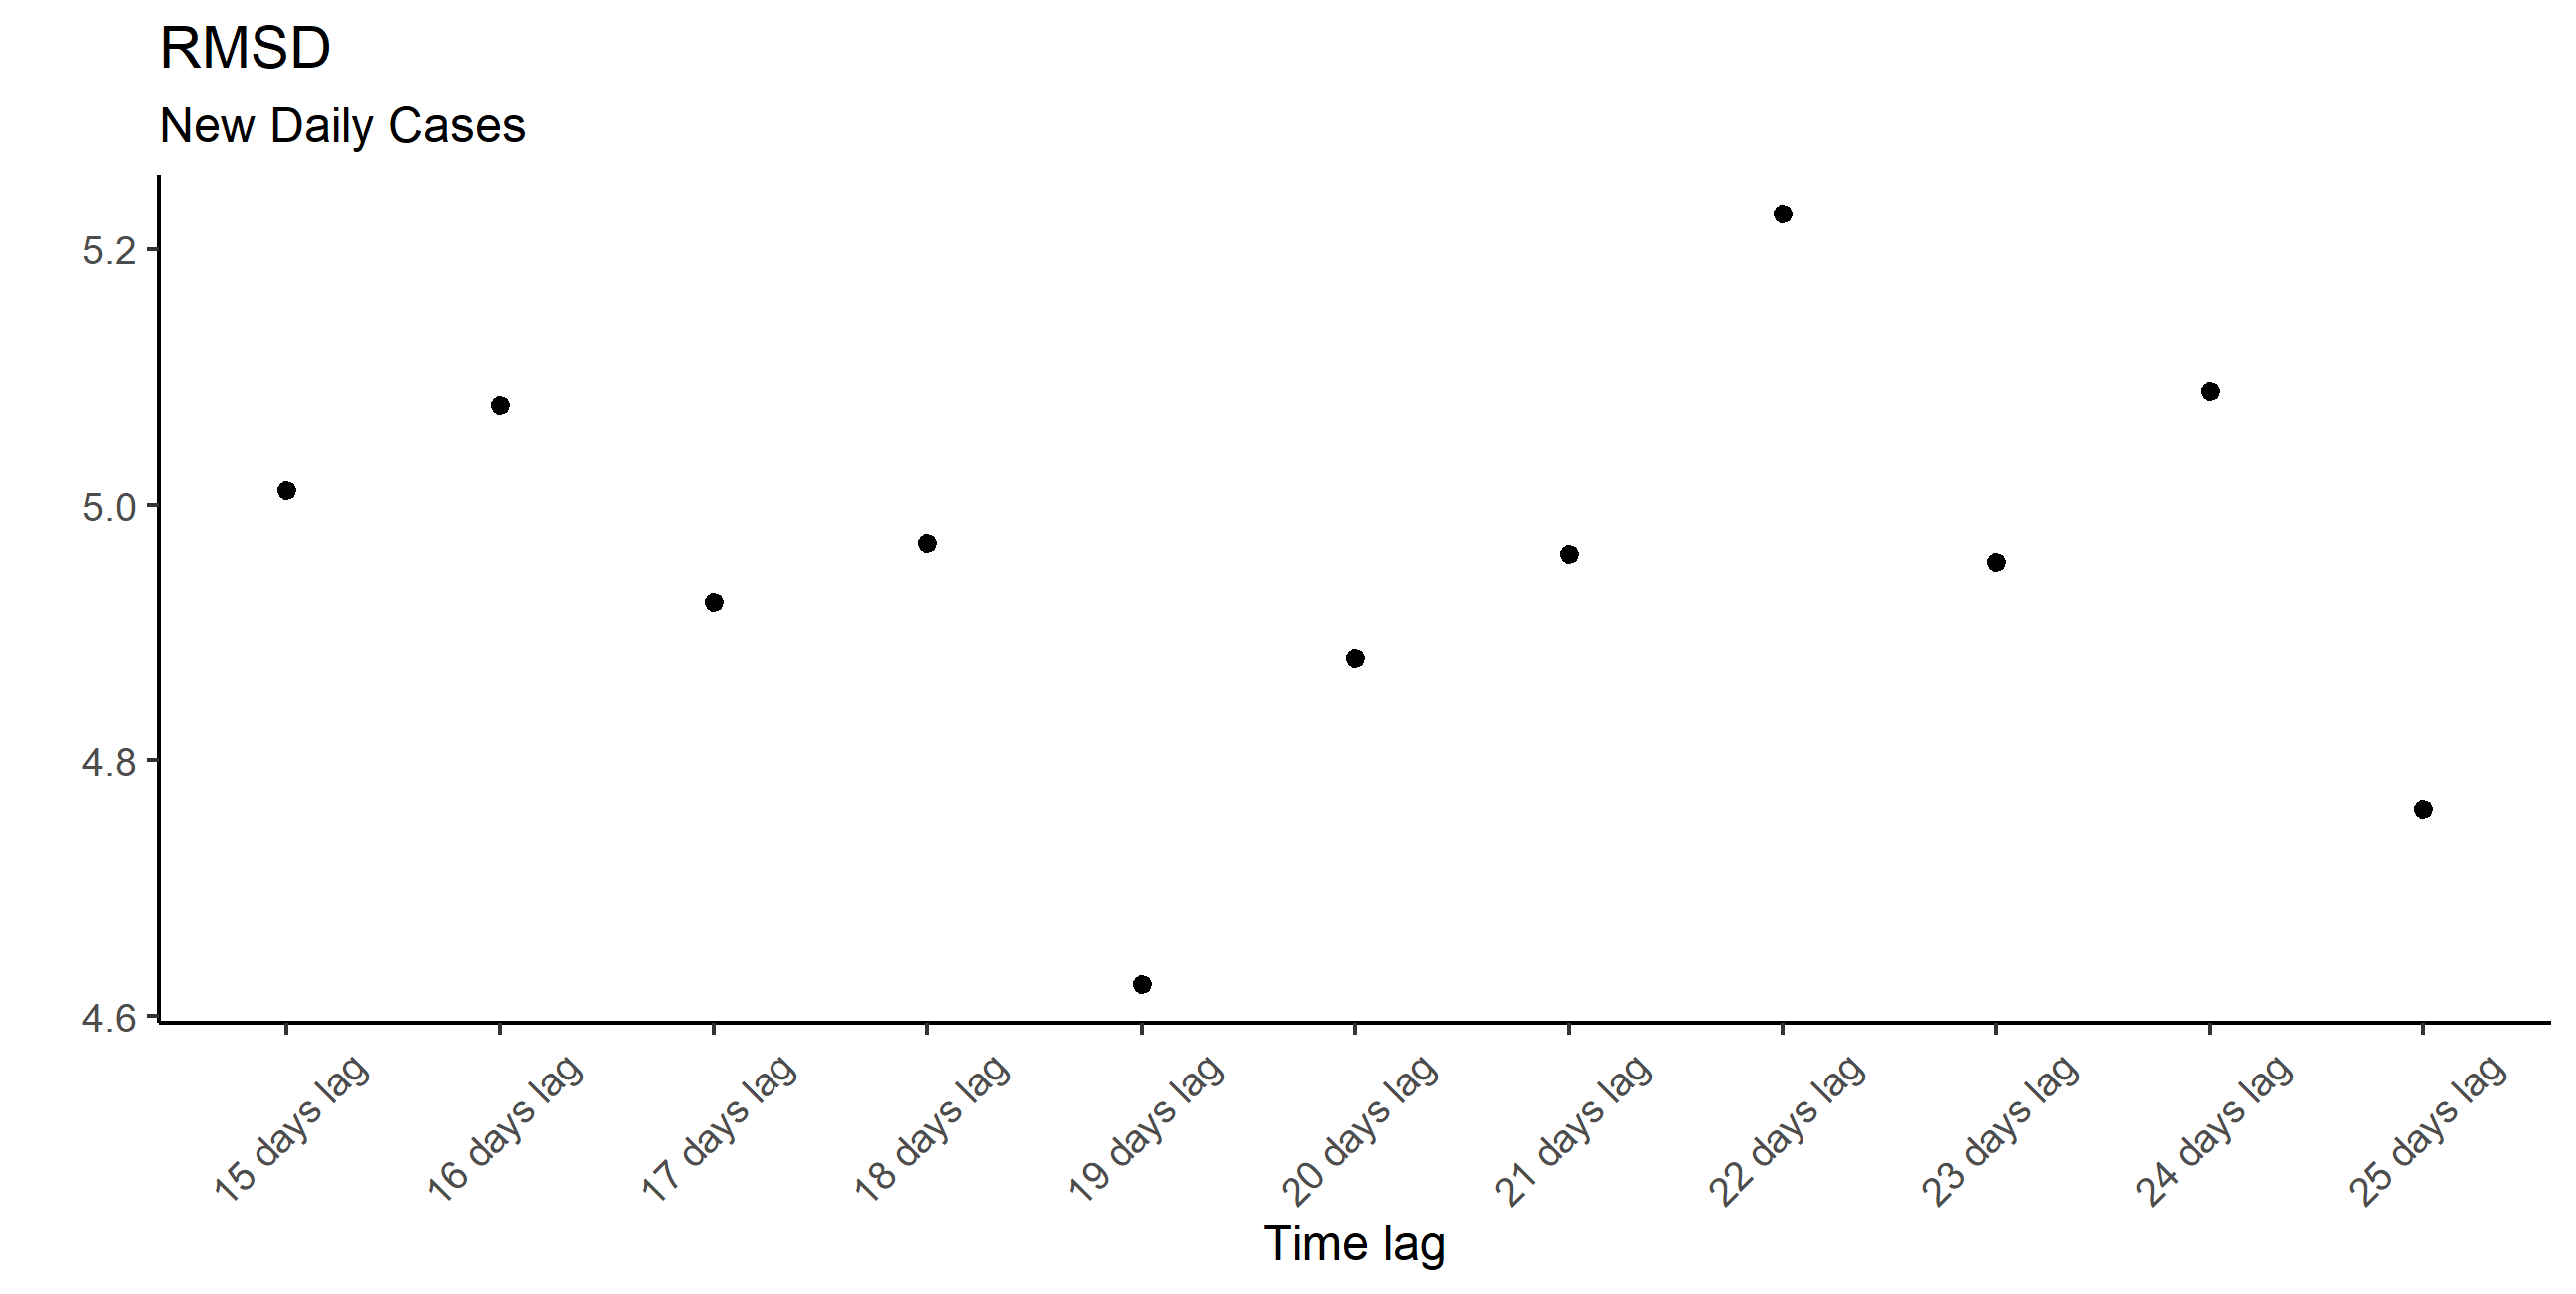 RMSD
New Daily Cases
5.2
5.0
4.8
4.6
15 days lag
16 days lag
17 days lag
18 days lag
19 days lag
20 days lag
21 days lag
22 days lag
23 days lag
24 days lag
25 days lag
Time lag